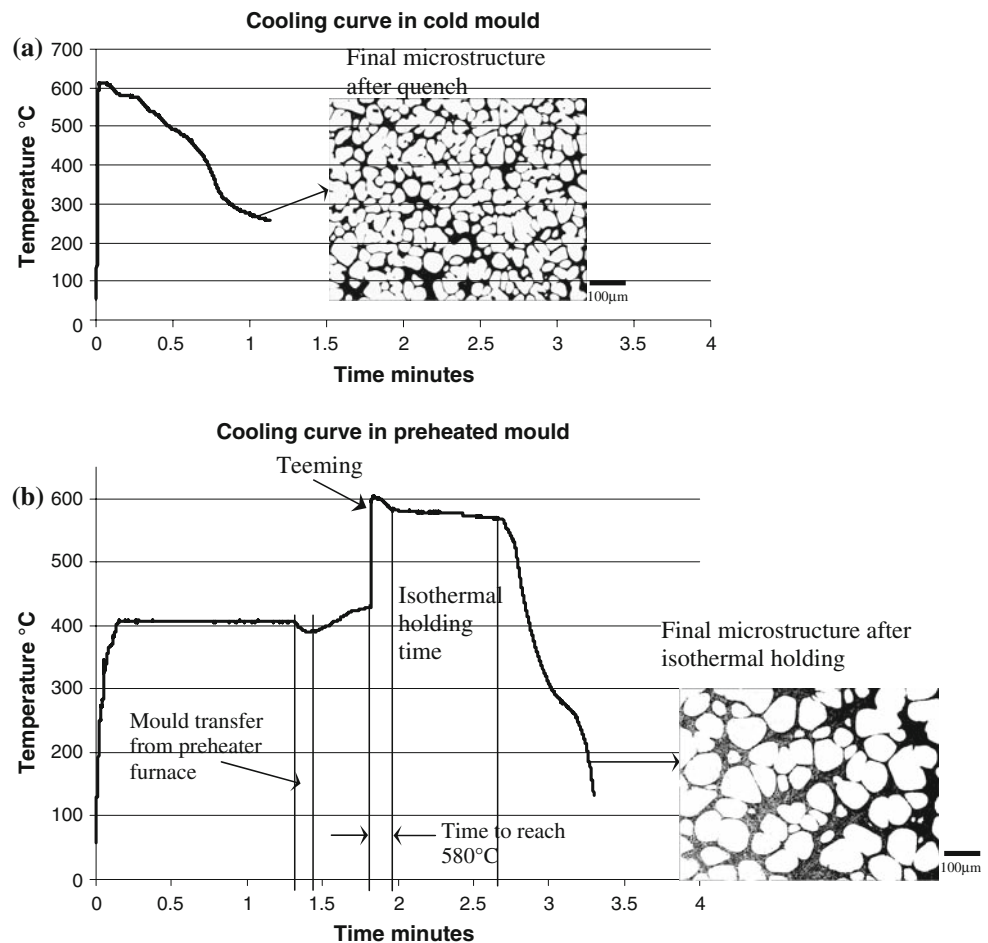 Cooling curve in cold mould
(a)
Final microstructure
after quench
700
600
500
400
300
200
100
0
Temperature °C
100µm
0 0.5 1 1.5 2 2.5 3 3.5 4
Time minutes
Cooling curve in preheated mould
Teeming
(b)
600
500
400
300
200
100
0
Temperature °C
Isothermal
holding
time
Final microstructure after
isothermal holding
Mould transfer
from preheater
furnace
Time to reach
580°C
100µm
0 0.5 1 1.5 2 2.5 3 3.5 4
Time minutes